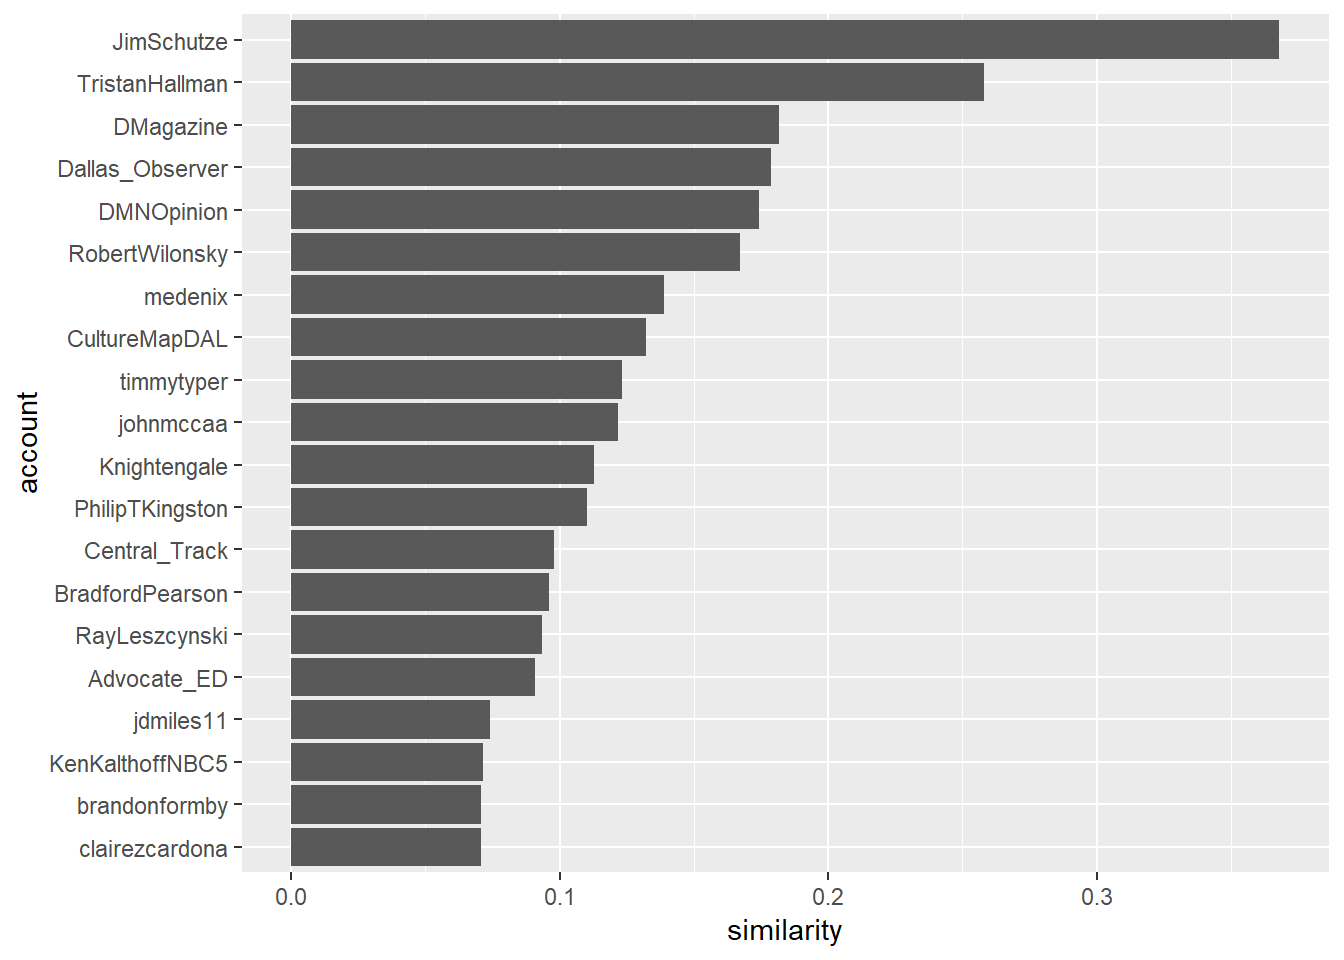 JimSchutze
TristanHallman
DMagazine
Dallas_Observer
DMNOpinion
RobertWilonsky
medenix
CultureMapDAL
timmytyper
johnmccaa
Knightengale
PhilipTKingston
Central_Track
BradfordPearson
RayLeszcynski
Advocate_ED
jdmiles11
KenKalthoffNBC5
brandonformby
clairezcardona
account
0.0 0.1 0.2 0.3
similarity